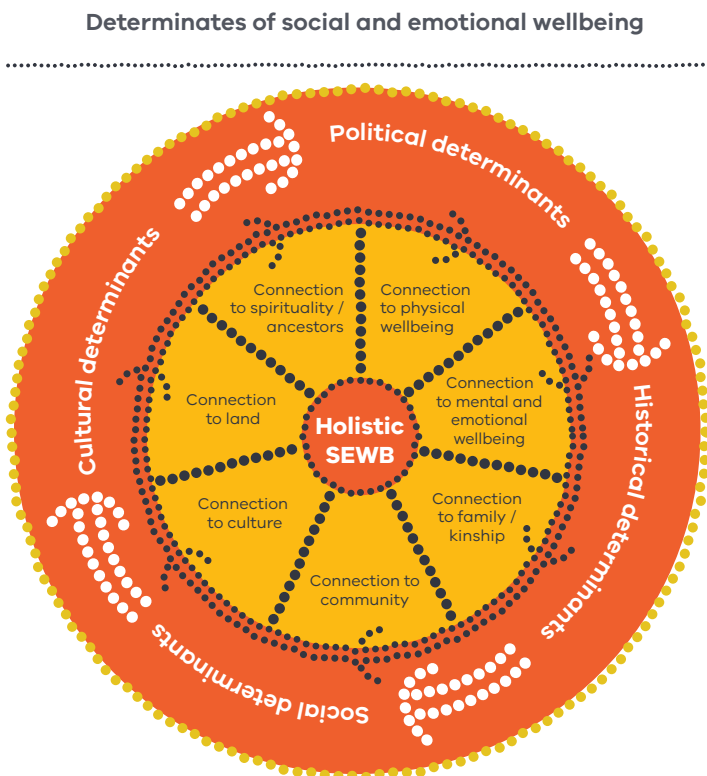 Determinates of social and emotional wellbeing
Political determinants
Historical determinants
Social determinants
Cultural determinants
Connection
to physical
wellbeing
Connection
to mental and
emotional
wellbeing
Connection
to family /
kinship
Connection to
community
Connection
to culture
Connection
to land
Connection
to spirituality /
ancestors
Holistic
SEWB